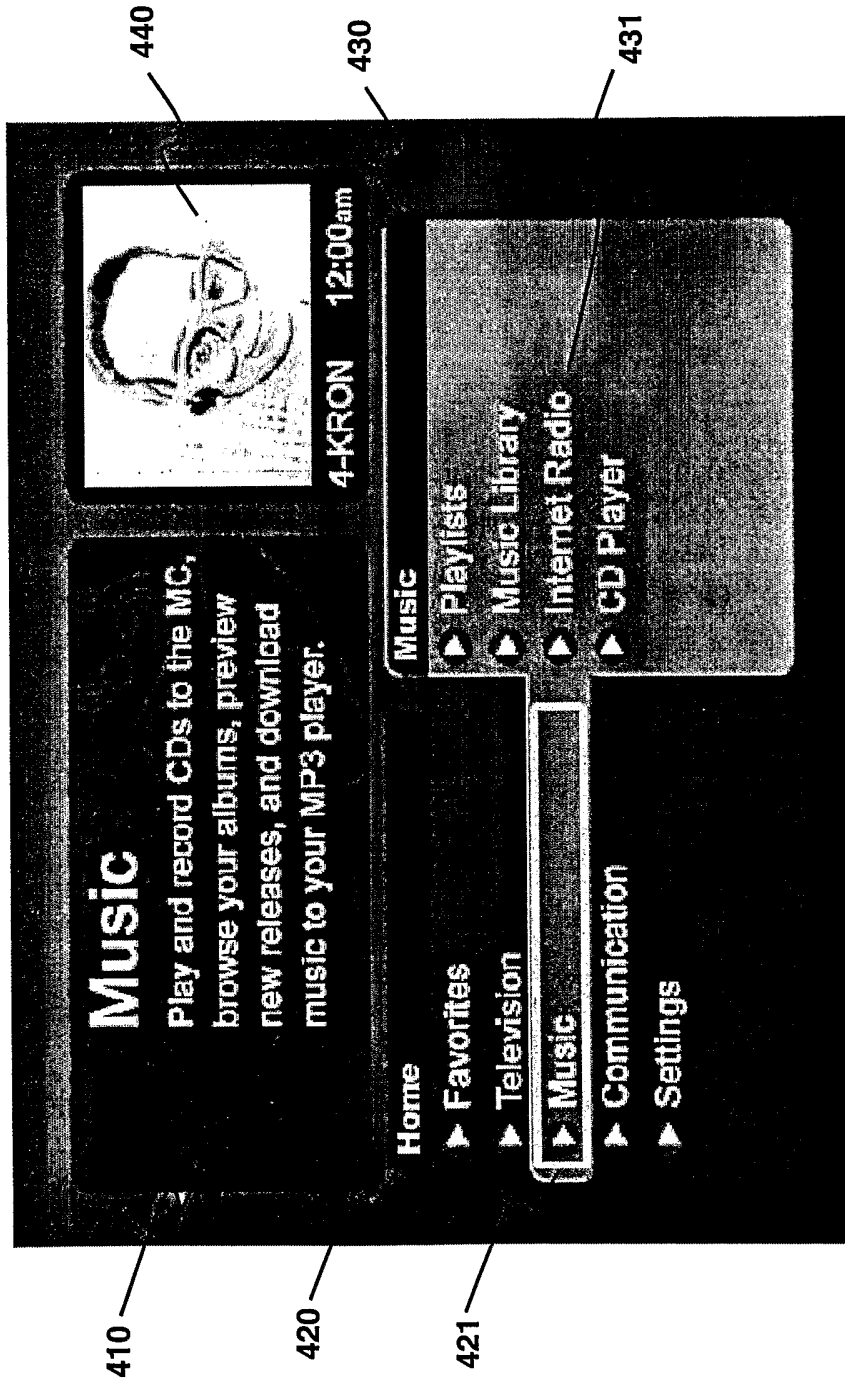 440
430
431
Music
Play and record CDs to the MC,
browse your albums, preview
new releases, and download
music to your MP3 player.
4-KRON 12:00am
Home
Favorites
Television
Music
Communication
Settings
Music
Playlists
Music Library
Internet Radio
CD Player
410
420
421